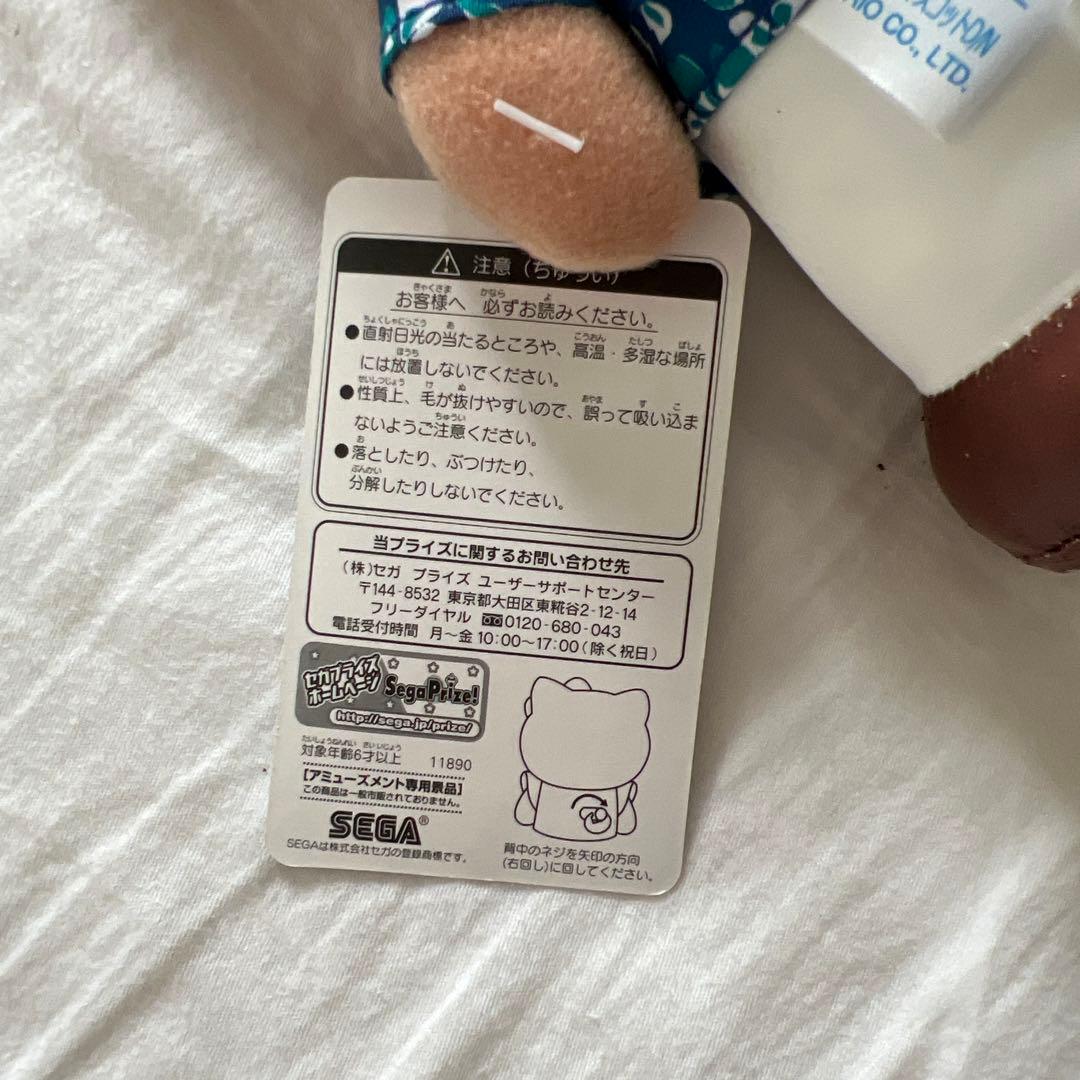 スコットD/N
IO CO., LTD.
注意(ちゅうい)
お客様へ 必ずお読みください。
●直射日光の当たるところや、高温・多湿な場所
には放置しないでください。
●性質上、毛が抜けやすいので、誤って吸い込ま
ないようご注意ください。
●落としたり、ぶつけたり、
分解したりしないでください。
当プライズに関するお問い合わせ先
(株)セガ プライズ ユーザーサポートセンター
〒144-8532 東京都大田区東糀谷2-12-14
フリーダイヤル 0120-680-043
電話受付時間 月~金 10:00~17:00(除く祝日)
セガプライズ
ホームページ
SegaPrize!
http://sega.jp/prize/
対象年齢6才以上 11890
[アミューズメント専用景品]
この商品は一般市販されておりません。
SEGA®
SEGAは株式会社セガの登録商標です。
背中のネジを矢印の方向
(右回し)に回してください。